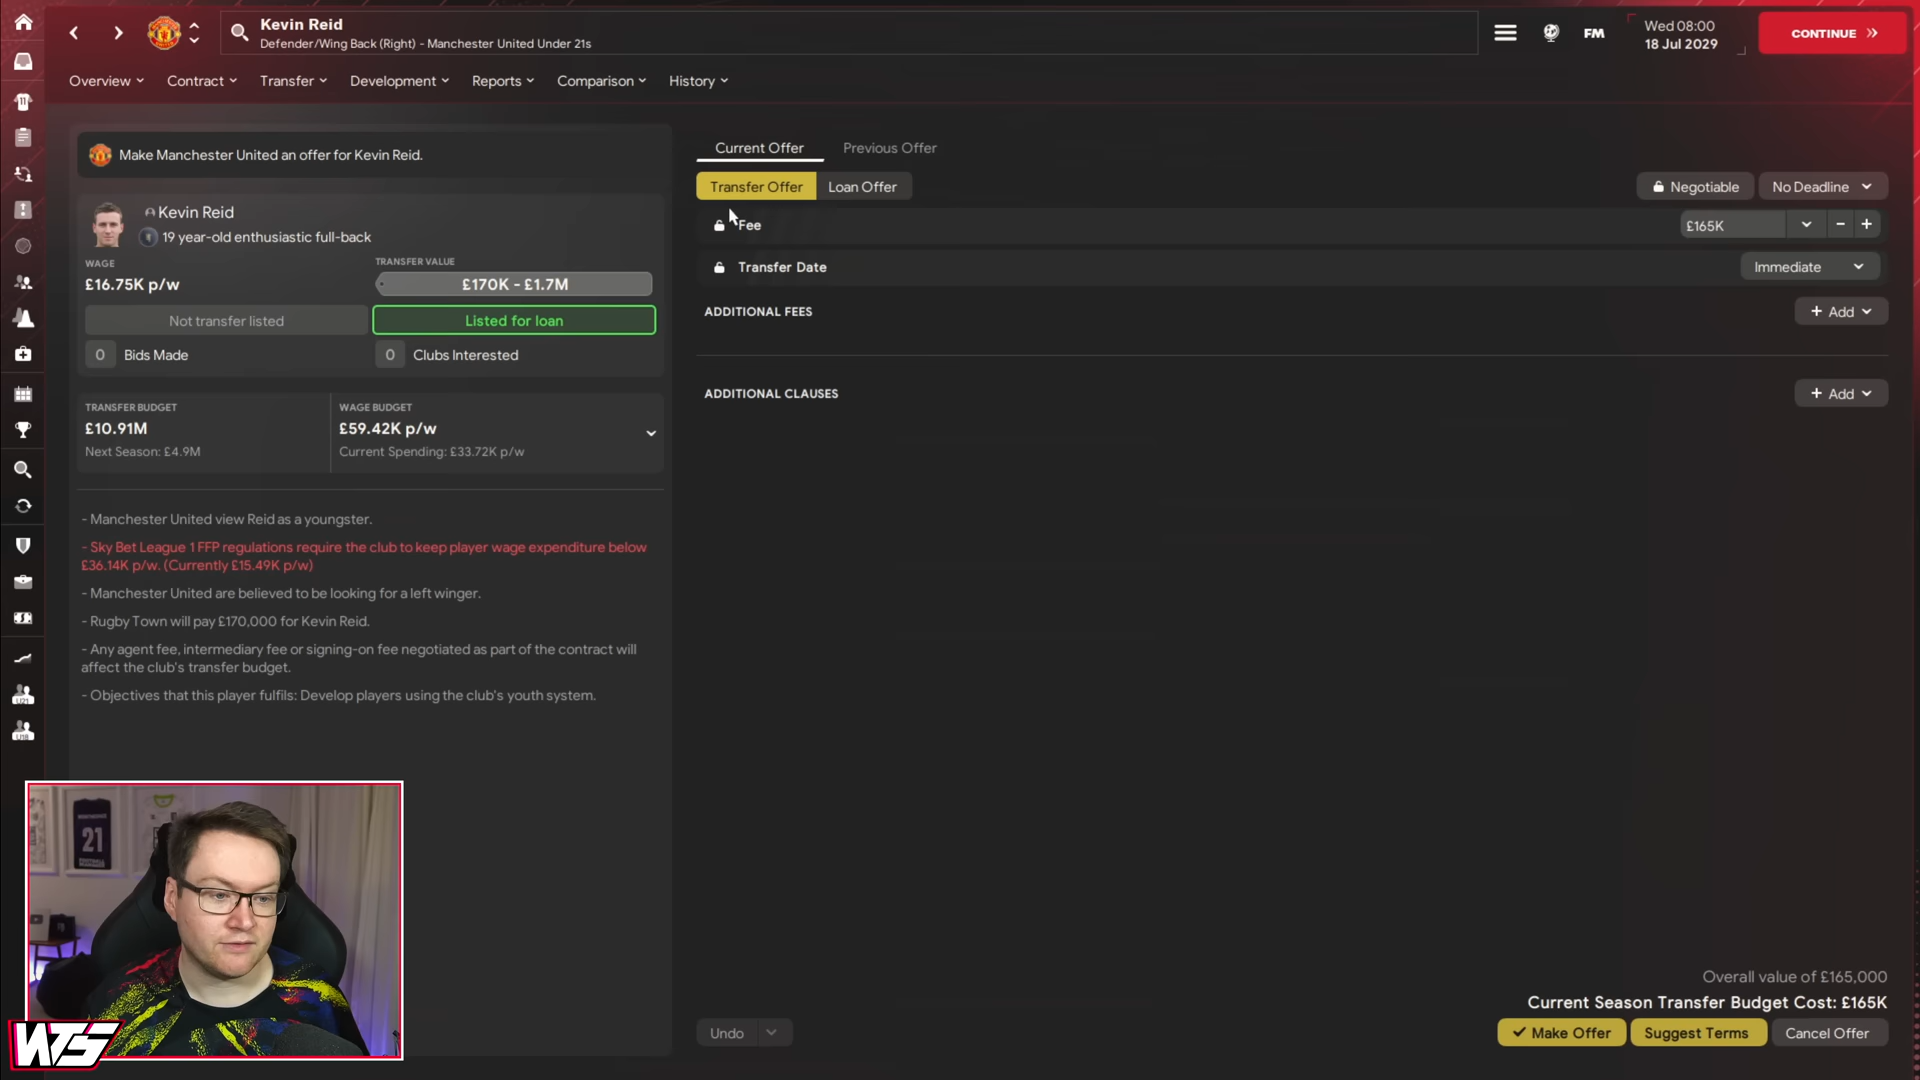 Kevin Reid
Defender/Wing Back (Right) - Manchester United Under 21s
FM
Wed 08:00
18 Jul 2029
CONTINUE
Overview
Contract
Transfer
Development
Reports
Comparison
History
Make Manchester United an offer for Kevin Reid.
Kevin Reid
19 year-old enthusiastic full-back
WAGE
£16.75K p/w
TRANSFER VALUE
£170K - £1.7M
Not transfer listed
Listed for loan
0 Bids Made
0 Clubs Interested
TRANSFER BUDGET
£10.91M
Next Season: £4.9M
WAGE BUDGET
£59.42K p/w
Current Spending: £33.72K p/w
- Manchester United view Reid as a youngster.
- Sky Bet League 1 FFP regulations require the club to keep player wage expenditure below
£36.14K p/w. (Currently £15.49K p/w)
- Manchester United are believed to be looking for a left winger.
- Rugby Town will pay £170,000 for Kevin Reid.
- Any agent fee, intermediary fee or signing-on fee negotiated as part of the contract will
affect the club's transfer budget.
- Objectives that this player fulfils: Develop players using the club's youth system.
Current Offer
Previous Offer
Transfer Offer
Loan Offer
Negotiable
No Deadline
Fee
£165K
Transfer Date
Immediate
ADDITIONAL FEES
+ Add
ADDITIONAL CLAUSES
+ Add
Overall value of £165,000
Current Season Transfer Budget Cost: £165K
Undo
Make Offer
Suggest Terms
Cancel Offer
U21
U18
21
WTS